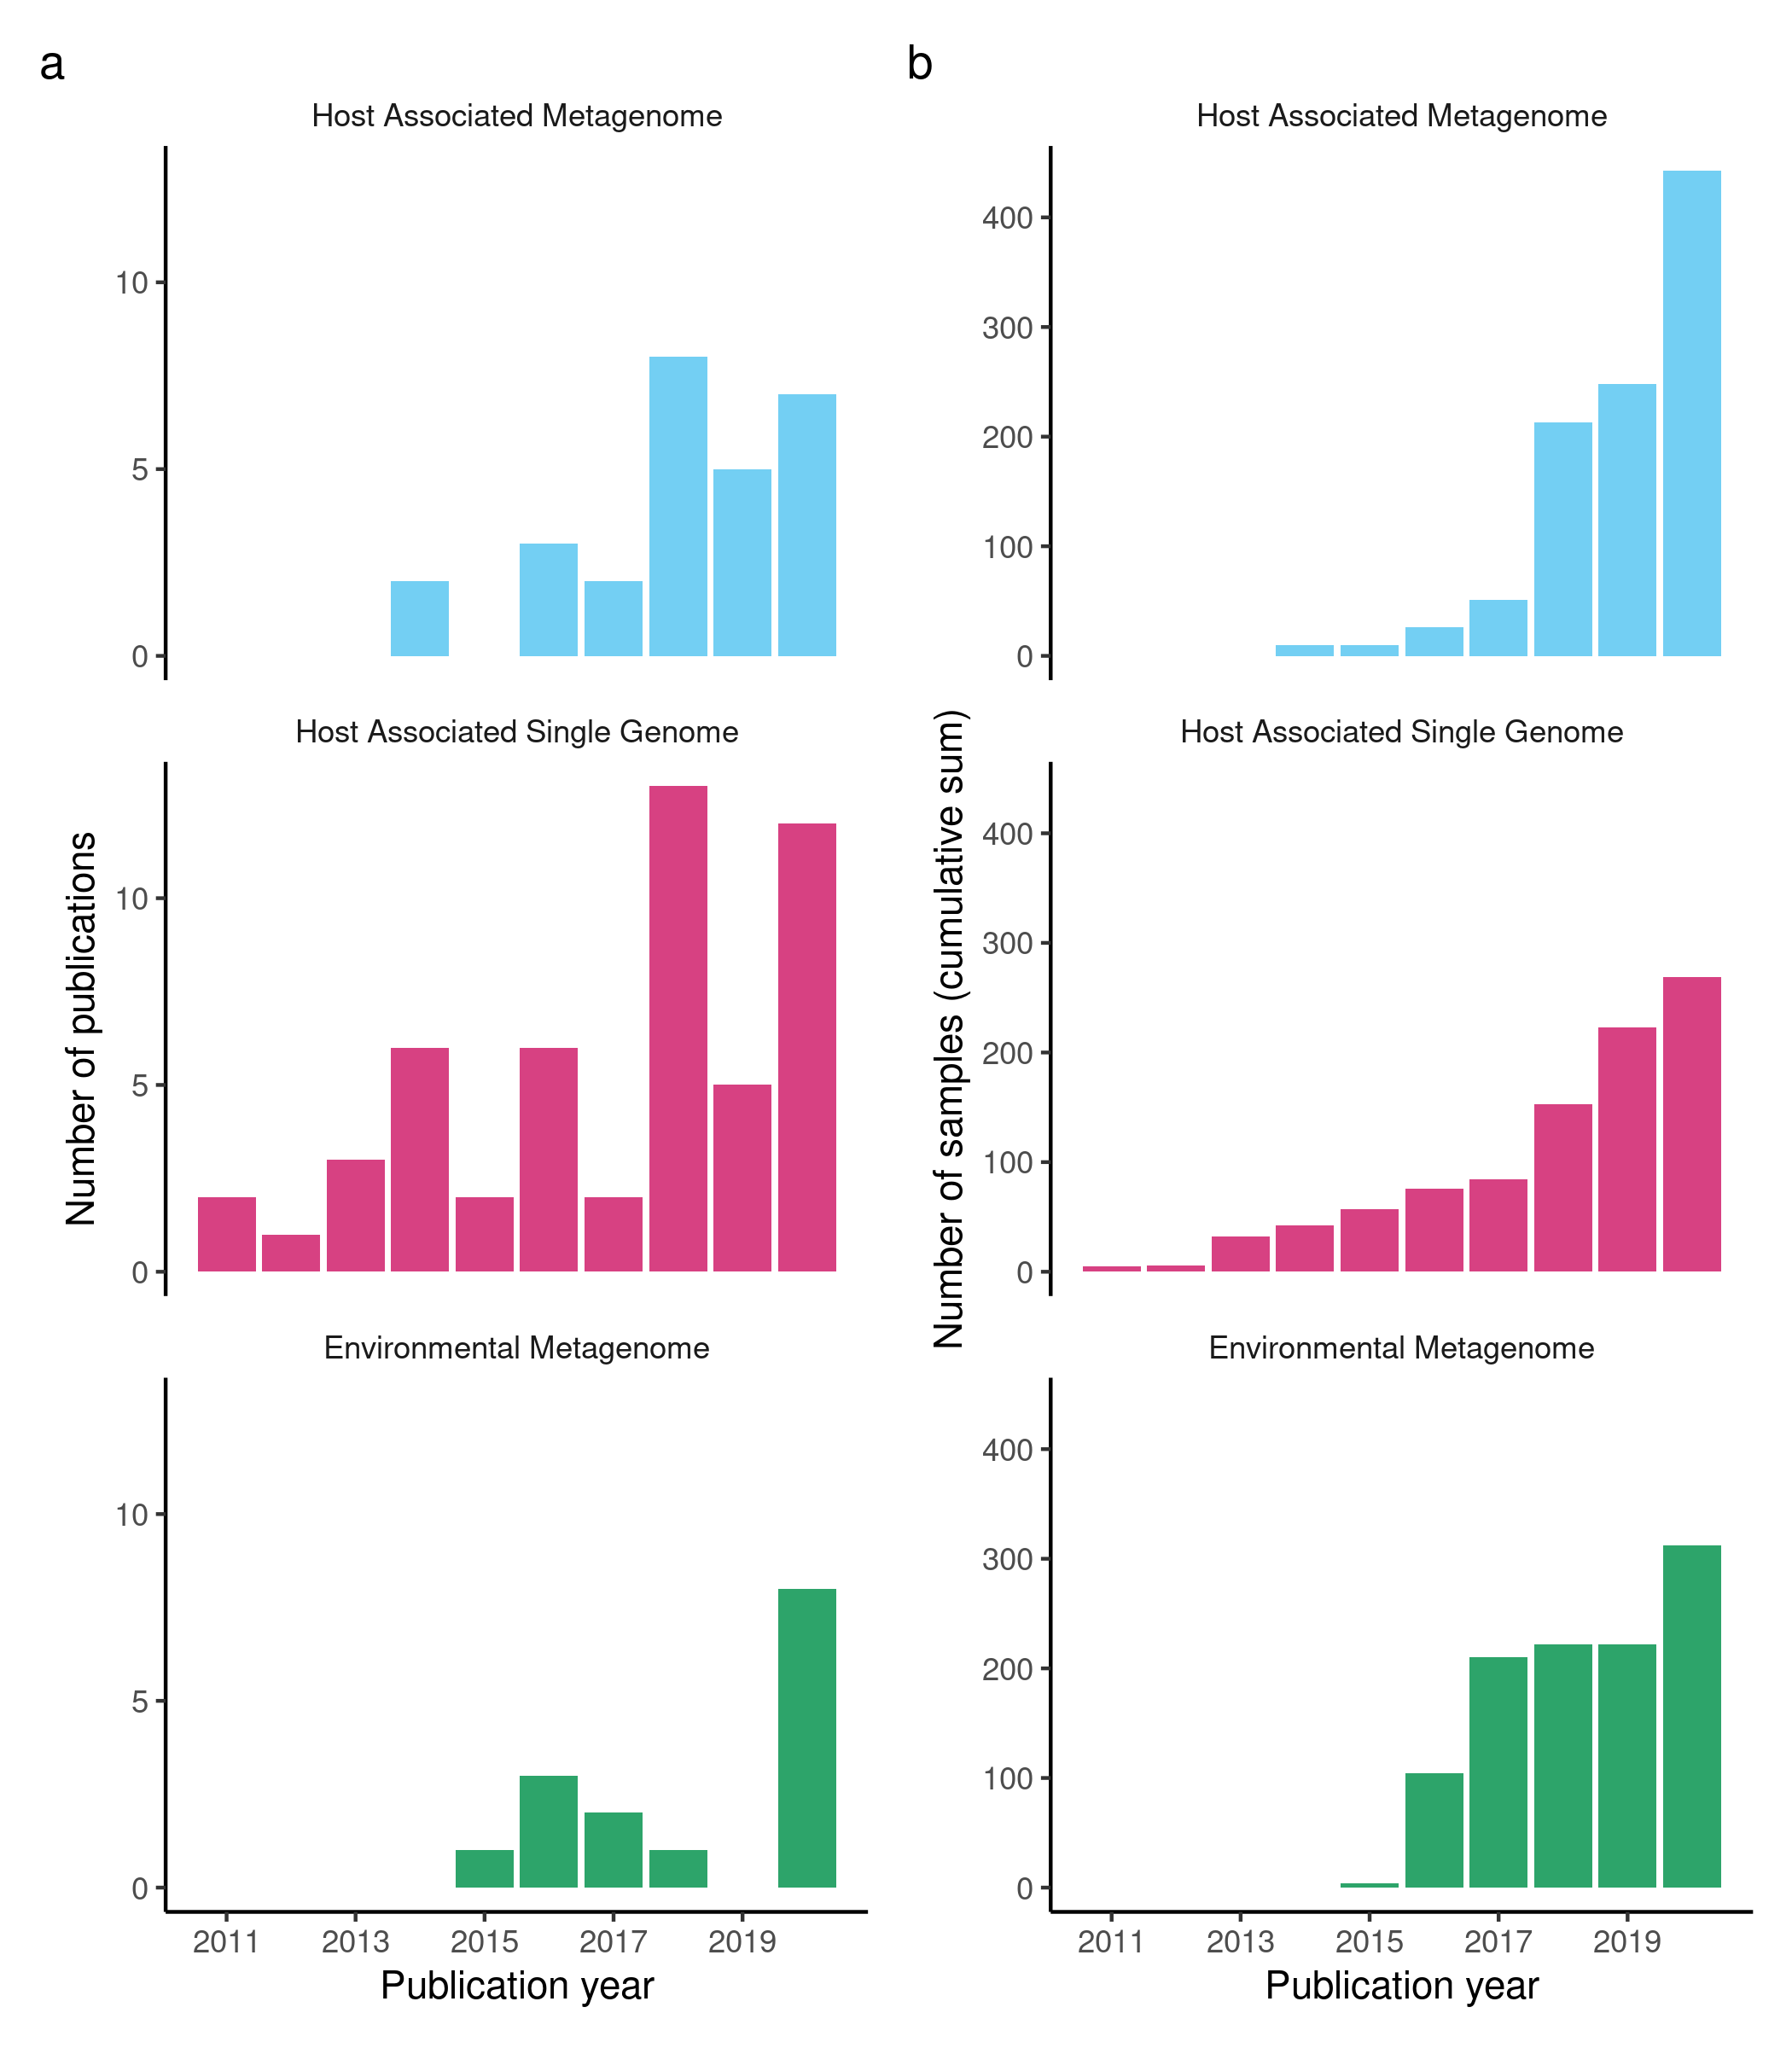 a
Host Associated Metagenome
10
5
0
Host Associated Single Genome
Number of publications
10
5
0
Environmental Metagenome
10
5
0
2011 2013 2015 2017 2019
Publication year
b
Host Associated Metagenome
400
300
200
100
0
Host Associated Single Genome
Number of samples (cumulative sum)
400
300
200
100
0
Environmental Metagenome
400
300
200
100
0
2011 2013 2015 2017 2019
Publication year